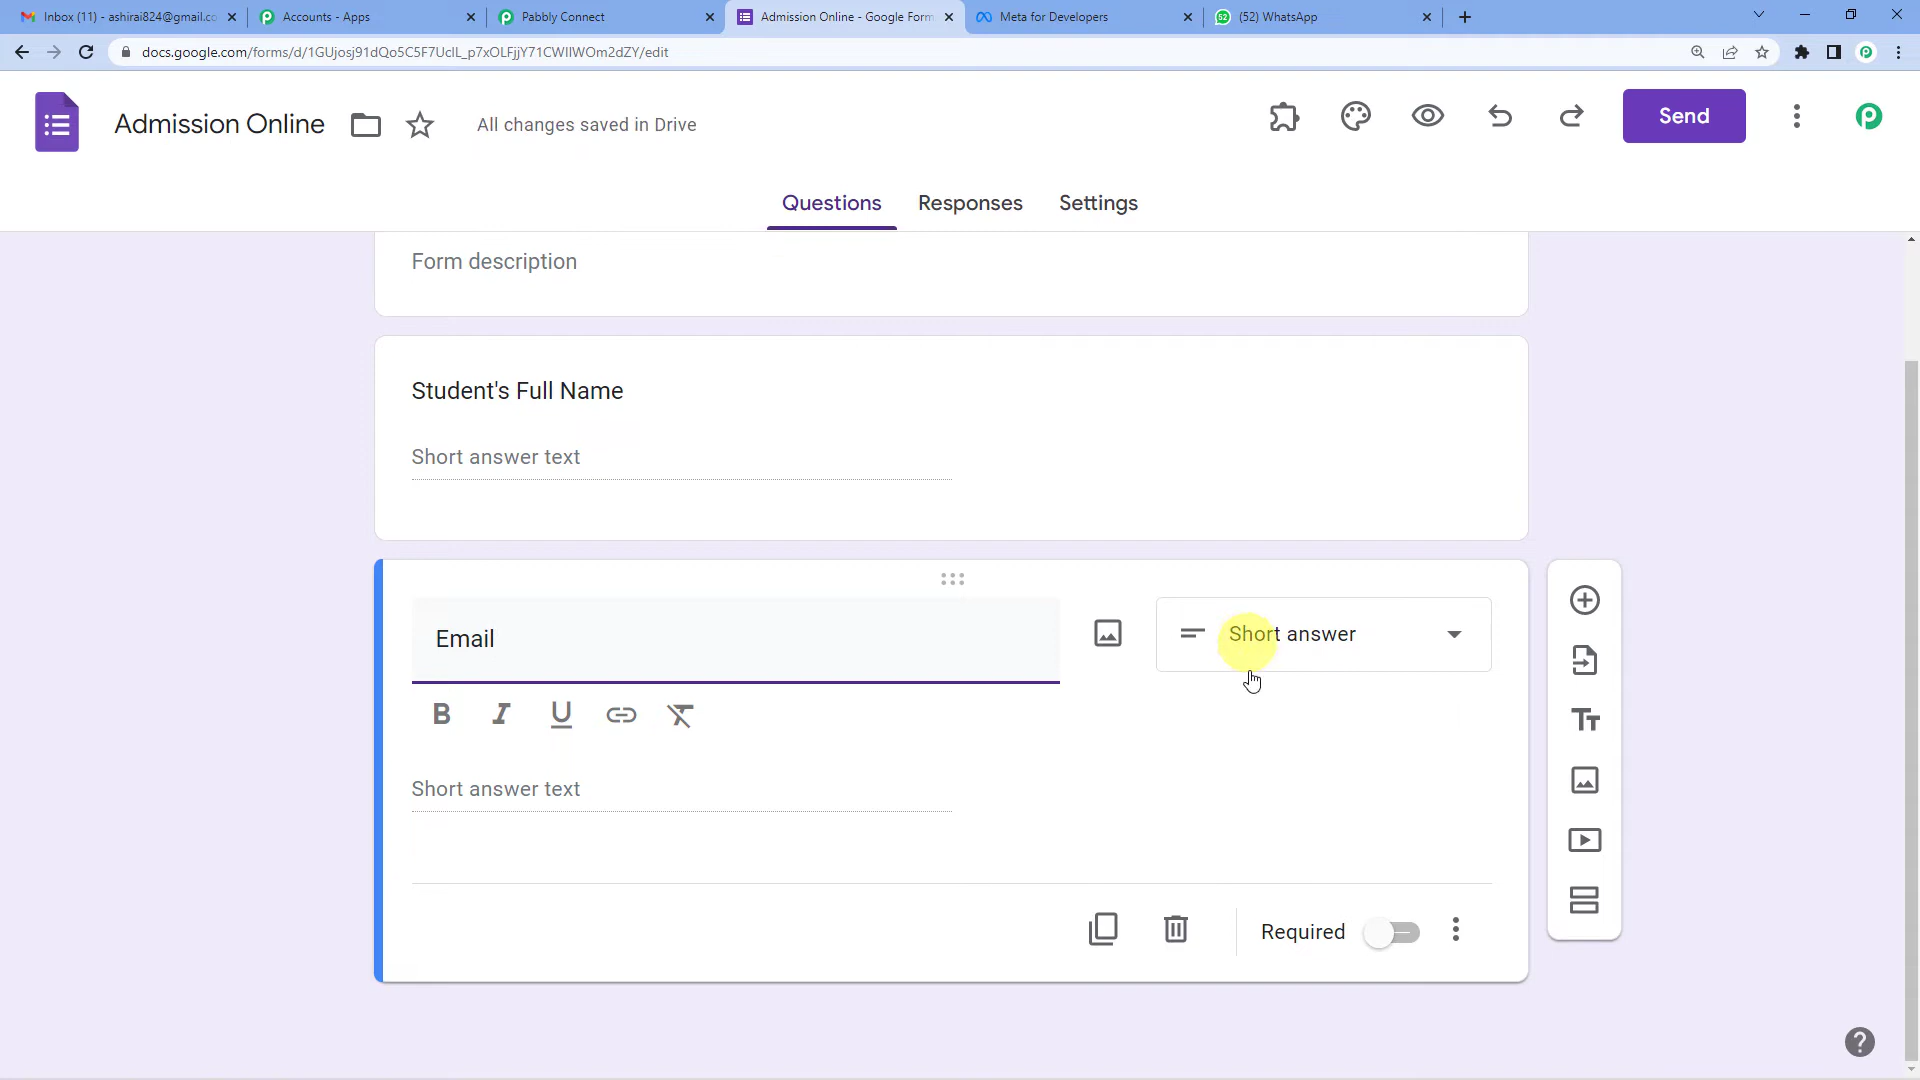 Inbox (11) - ashirai824@gmail.co
Accounts - Apps
Pabbly Connect
Admission Online - Google Form
Meta for Developers
(52) WhatsApp
docs.google.com/forms/d/1GUjosj91dQo5C5F7UclL_p7xOLFjjY71CWIIWOm2dZY/edit
Admission Online
All changes saved in Drive
Send
Questions
Responses
Settings
Form description
Student's Full Name
Short answer text
Email
Short answer
B I U
Short answer text
Required